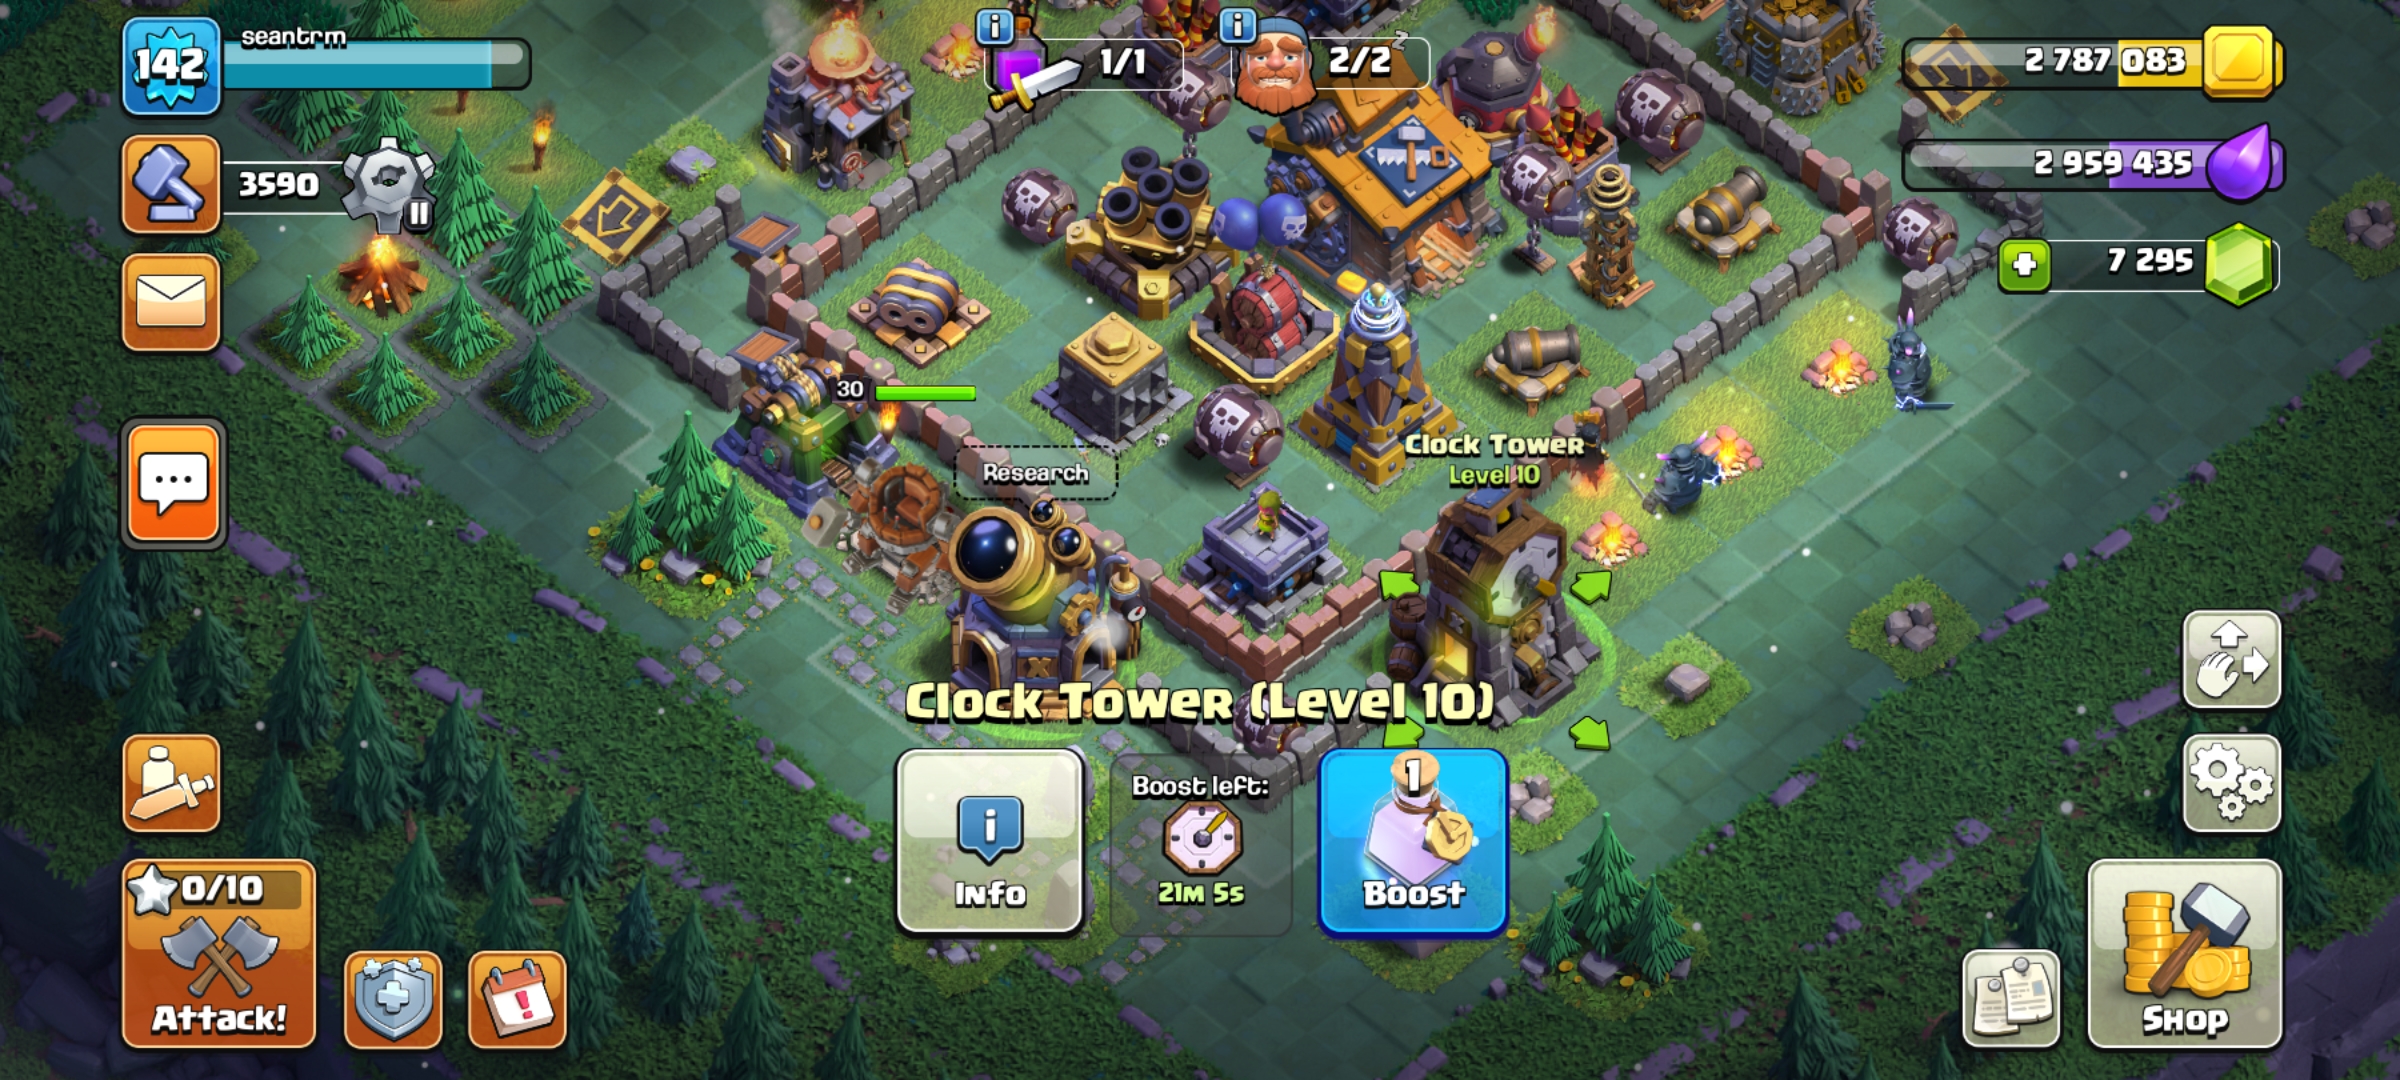 142
seantrm
1/1
2/2
z
2 787 083
3590
2 959 435
7 295
30
Research
Clock Tower
Level 10
Clock Tower (Level 10)
Info
Boost left:
21M 5s
1
Boost
0/10
Attack!
Shop